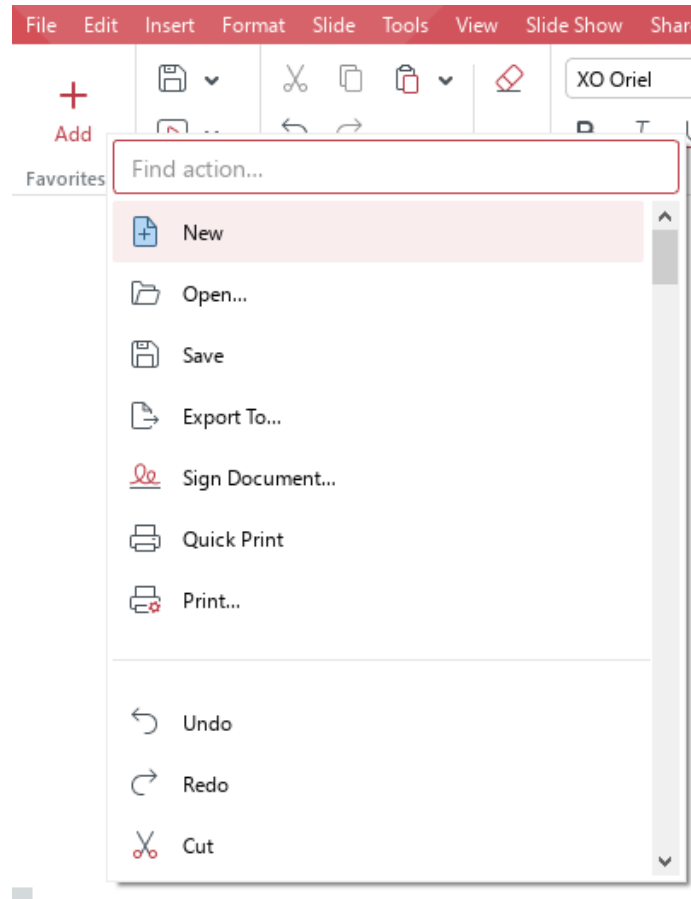 File Edit Insert Format Slide Tools View Slide Show Shar
XO Oriel
Add
Favorites
Find action...
New
Open...
Save
Export To...
Sign Document...
Quick Print
Print...
Undo
Redo
Cut